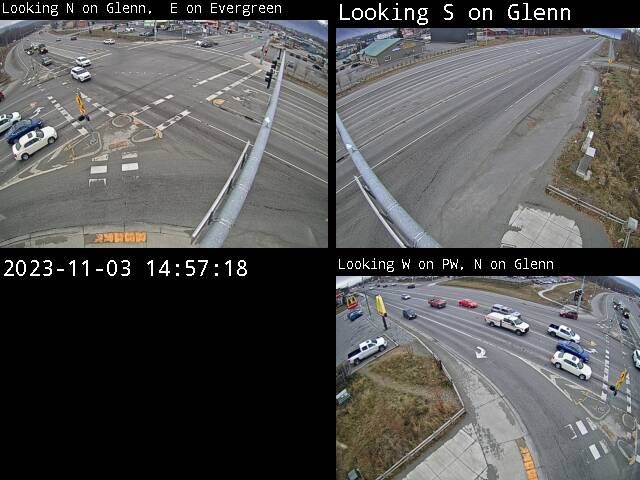 Looking N on Glenn, E on Evergreen
Looking S on Glenn
2023-11-03 14:57:18
Looking W on PW, N on Glenn